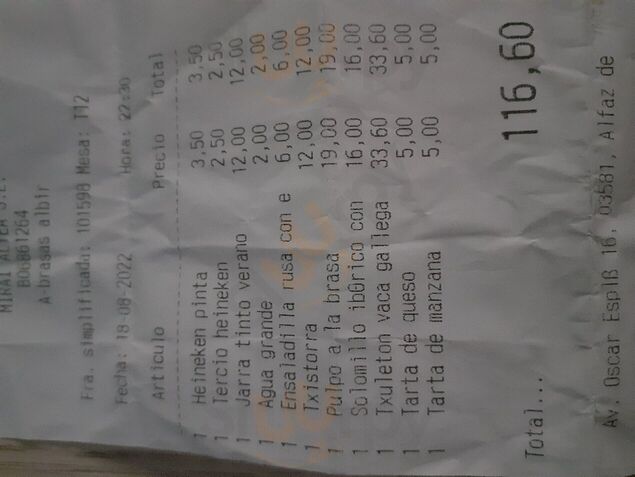 MIRAI ALTEA S.L.
B06861264
A-brasas albir
Fra. simplificada: 101598 Mesa: T12
Fecha: 18-08-2022 Hora: 22:30
Articulo Precio Total
1 Heineken pinta 3,50 3,50
1 Tercio heineken 2,50 2,50
1 Jarra tinto verano 12,00 12,00
1 Agua grande 2,00 2,00
1 Ensaladilla rusa con e 6,00 6,00
1 Txistorra 12,00 12,00
1 Pulpo a la brasa 19,00 19,00
1 Solomillo ib0rico con 16,00 16,00
1 Txuleton vaca gallega 33,60 33,60
1 Tarta de queso 5,00 5,00
1 Tarta de manzana 5,00 5,00
Total... 116,60
Av. Oscar Esplß 16, 03581, Alfaz de